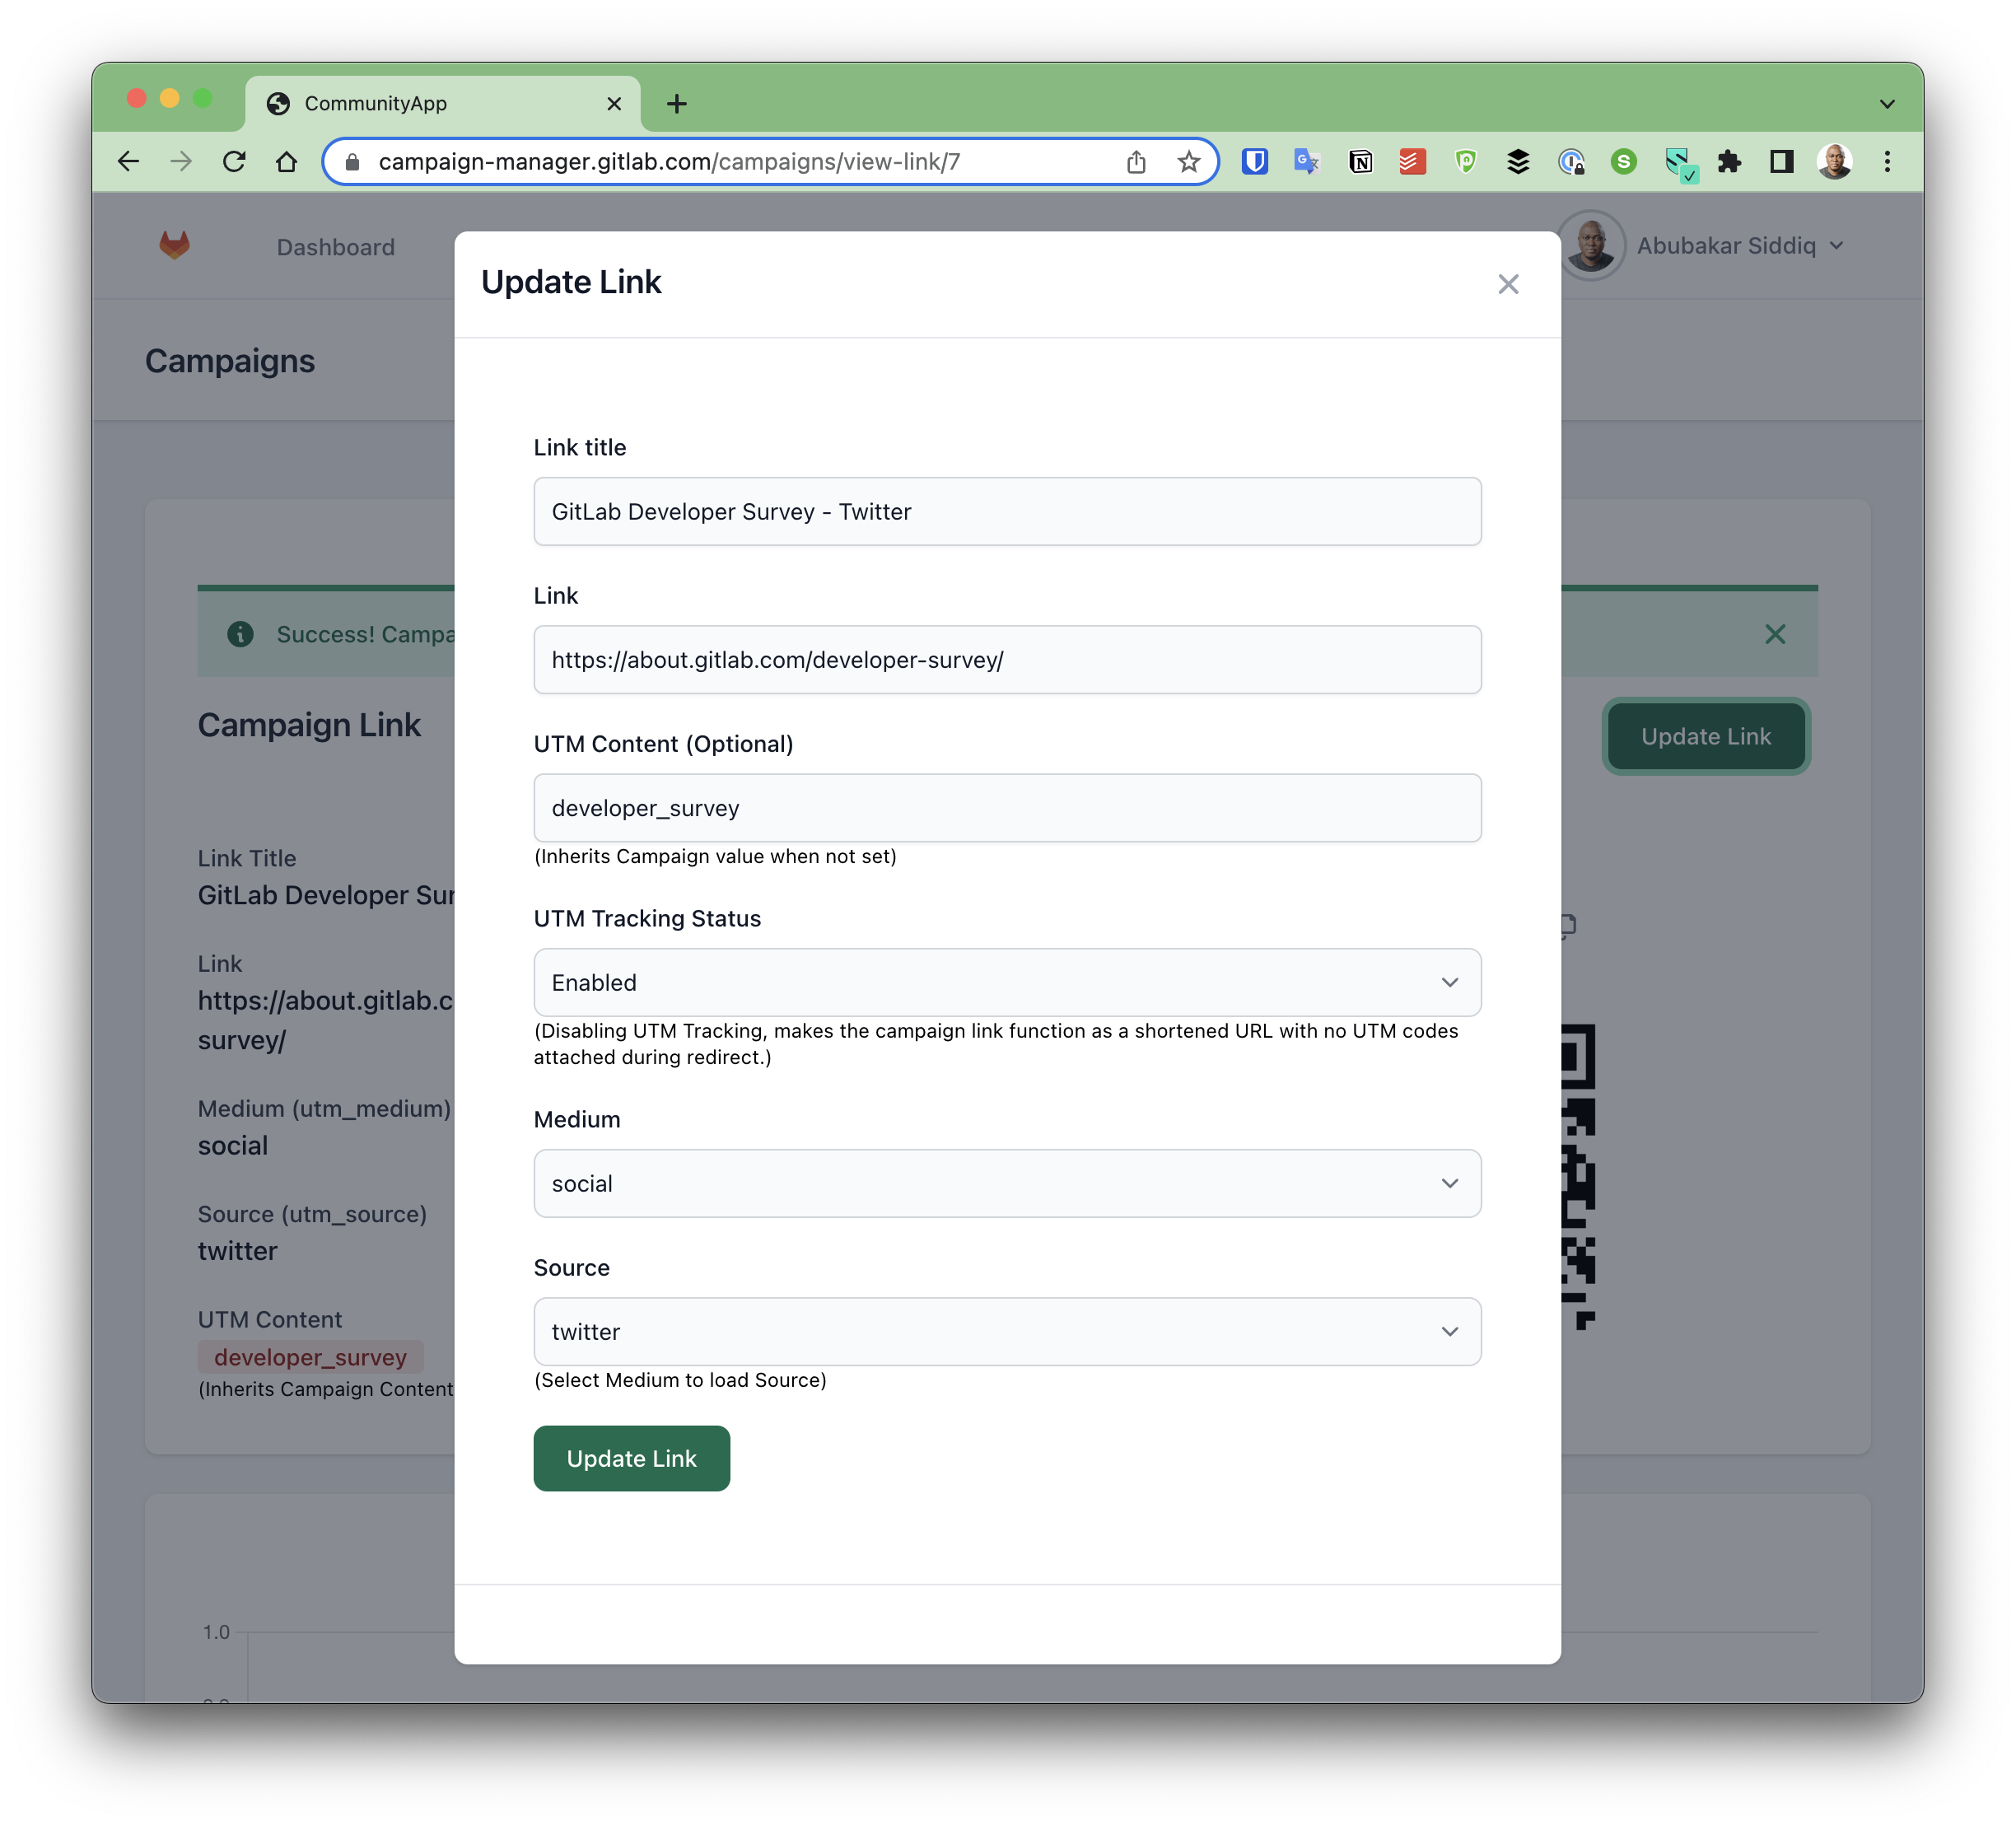 CommunityApp
campaign-manager.gitlab.com/campaigns/view-link/7
Dashboard
Abubakar Siddiq
Campaigns
Update Link
Link title
GitLab Developer Survey - Twitter
Link
https://about.gitlab.com/developer-survey/
UTM Content (Optional)
developer_survey
(Inherits Campaign value when not set)
UTM Tracking Status
Enabled
(Disabling UTM Tracking, makes the campaign link function as a shortened URL with no UTM codes
attached during redirect.)
Medium
social
Source
twitter
(Select Medium to load Source)
Update Link
Success!
Campaign Link
Update Link
Link Title
GitLab Developer
Link
https://about.gitlab.c
survey/
Medium (utm_medium)
social
Source (utm_source)
twitter
UTM Content
developer_survey
(Inherits Campaign Content
1.0